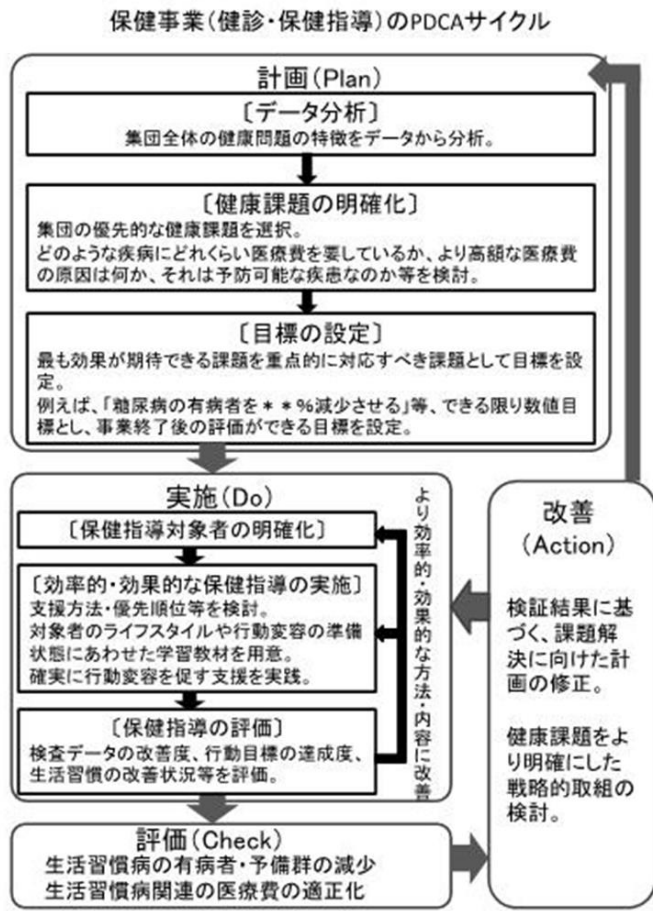 保健事業(健診・保健指導)のPDCAサイクル
計画(Plan)
〔データ分析〕
集団全体の健康問題の特徴をデータから分析。
〔健康課題の明確化〕
集団の優先的な健康課題を選択。
どのような疾病にどれくらい医療費を要しているか、より高額な医療費
の原因は何か、それは予防可能な疾患なのか等を検討。
〔目標の設定〕
最も効果が期待できる課題を重点的に対応すべき課題として目標を設
定。
例えば、「糖尿病の有病者を**%減少させる」等、できる限り数値目
標とし、事業終了後の評価ができる目標を設定。
実施(Do)
〔保健指導対象者の明確化〕
〔効率的・効果的な保健指導の実施〕
支援方法・優先順位等を検討。
対象者のライフスタイルや行動変容の準備
状態にあわせた学習教材を用意。
確実に行動変容を促す支援を実践。
〔保健指導の評価〕
検査データの改善度、行動目標の達成度、
生活習慣の改善状況等を評価。
より効率的・効果的な方法・内容に改善
評価(Check)
生活習慣病の有病者・予備群の減少
生活習慣病関連の医療費の適正化
改善
(Action)
検証結果に基
づく、課題解
決に向けた計
画の修正。
健康課題をよ
り明確にした
戦略的取組の
検討。